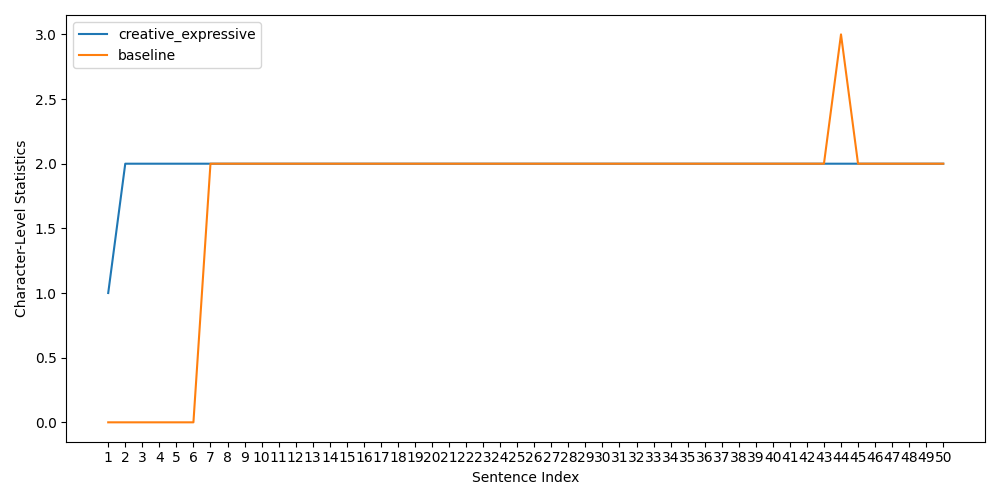 creative_expressive
baseline
3.0
2.5
2.0
1.5
1.0
0.5
0.0
Character-Level Statistics
1 2 3 4 5 6 7 8 9 10 11 12 13 14 15 16 17 18 19 20 21 22 23 24 25 26 27 28 29 30 31 32 33 34 35 36 37 38 39 40 41 42 43 44 45 46 47 48 49 50
Sentence Index